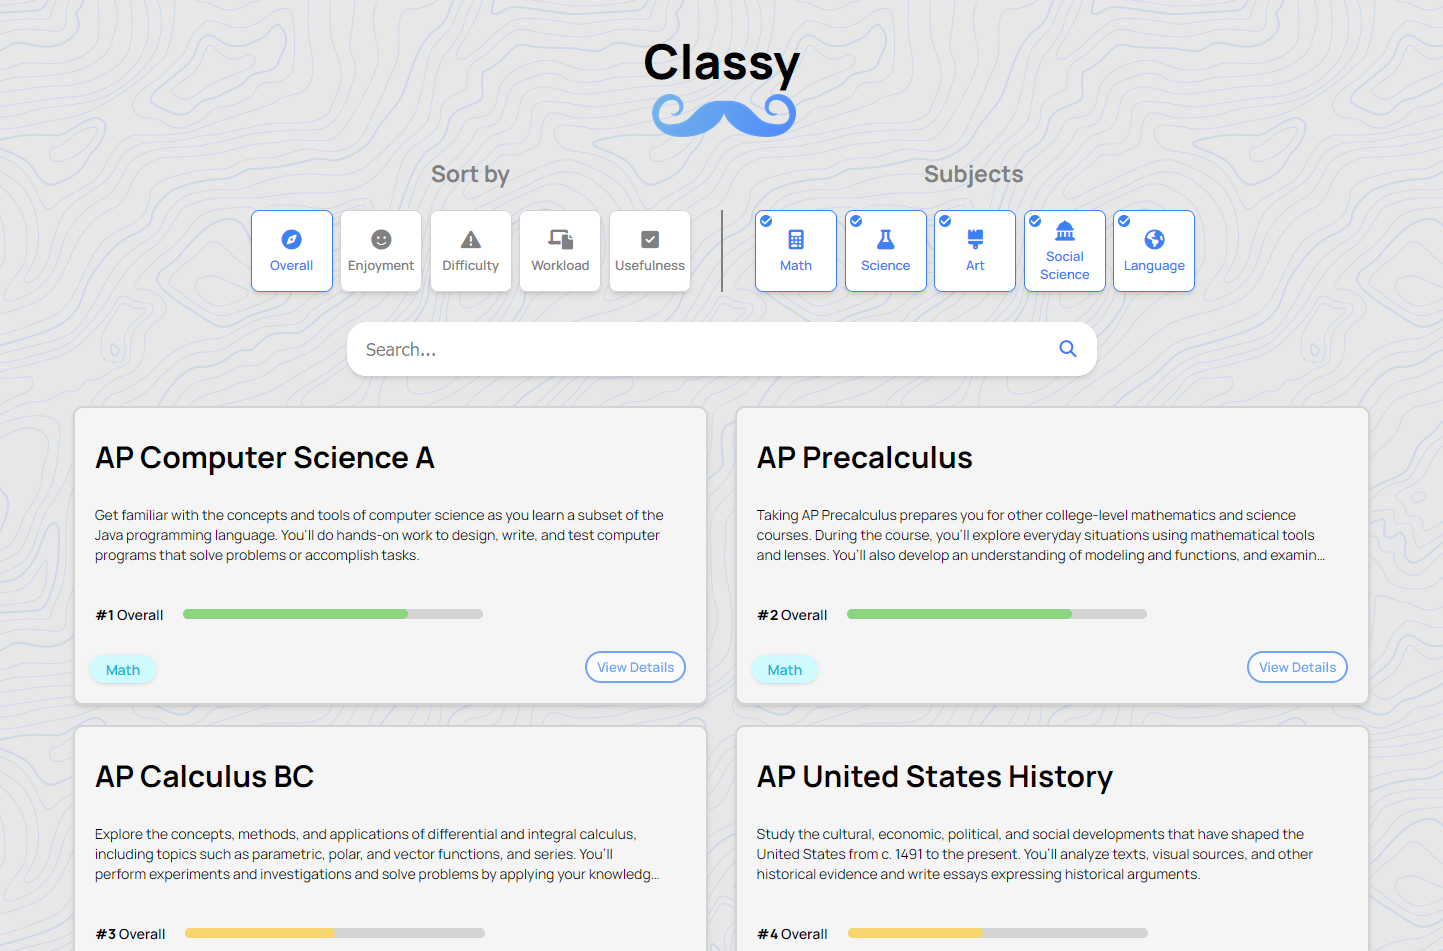 Classy
Sort by
Subjects
Overall
Enjoyment
Difficulty
Workload
Usefulness
Math
Science
Art
Social
Science
Language
Search...
AP Computer Science A
Get familiar with the concepts and tools of computer science as you learn a subset of the
Java programming language. You'll do hands-on work to design, write, and test computer
programs that solve problems or accomplish tasks.
#1 Overall
Math
View Details
AP Precalculus
Taking AP Precalculus prepares you for other college-level mathematics and science
courses. During the course, you'll explore everyday situations using mathematical tools
and lenses. You'll also develop an understanding of modeling and functions, and examin...
#2 Overall
Math
View Details
AP Calculus BC
Explore the concepts, methods, and applications of differential and integral calculus,
including topics such as parametric, polar, and vector functions, and series. You'll
perform experiments and investigations and solve problems by applying your knowledg...
#3 Overall
AP United States History
Study the cultural, economic, political, and social developments that have shaped the
United States from c. 1491 to the present. You'll analyze texts, visual sources, and other
historical evidence and write essays expressing historical arguments.
#4 Overall